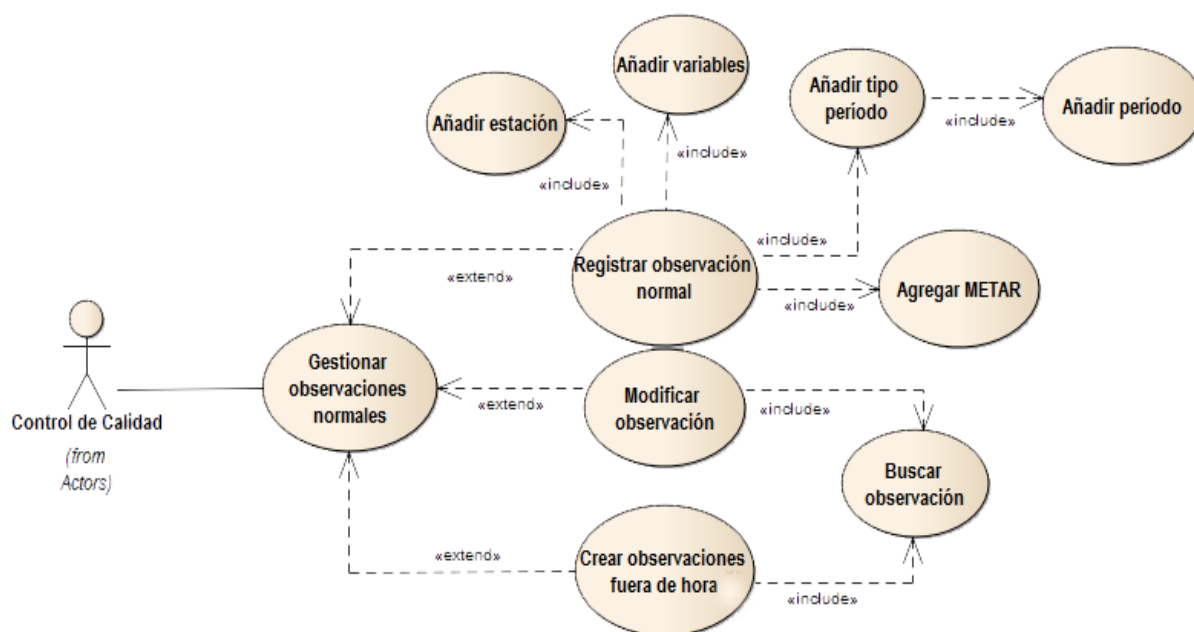 Añadir variables
Añadir tipo
período
Añadir período
Añadir estación
«include»
«include»
«include»
«include»
Registrar observación
normal
«extend»
«include»
Agregar METAR
Gestionar
observaciones
normales
Modificar
observación
«extend»
«include»
Control de Calidad
(from
Actors)
Buscar
observación
Crear observaciones
fuera de hora
«extend»
«include»